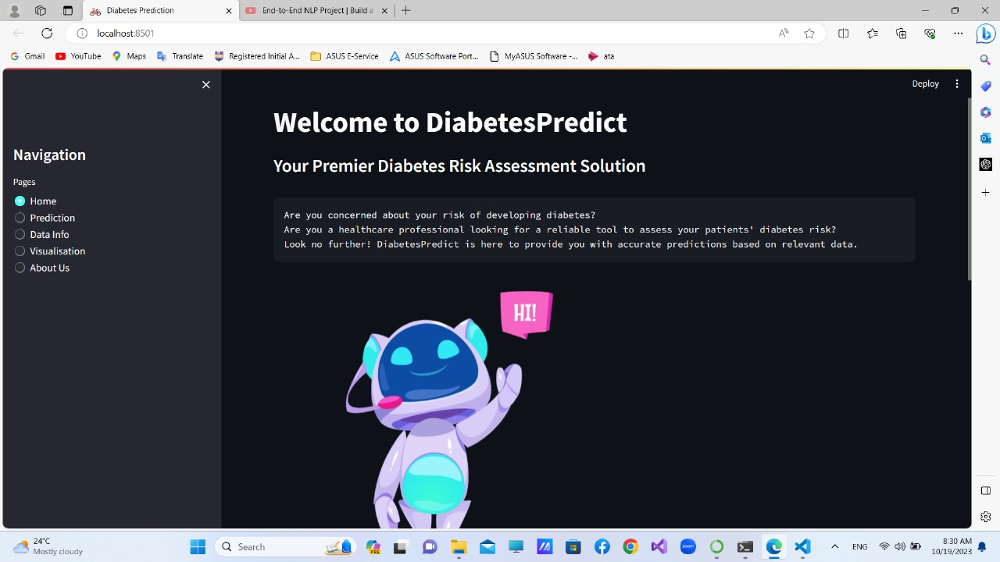 Diabetes Prediction
End-to-End NLP Project | Build a
localhost:8501
Gmail
YouTube
Maps
Translate
Registered Initial A...
ASUS E-Service
ASUS Software Port...
MyASUS Software -...
ata
Deploy
Navigation
Pages
Home
Prediction
Data Info
Visualisation
About Us
Welcome to DiabetesPredict
Your Premier Diabetes Risk Assessment Solution
Are you concerned about your risk of developing diabetes?
Are you a healthcare professional looking for a reliable tool to assess your patients' diabetes risk?
Look no further! DiabetesPredict is here to provide you with accurate predictions based on relevant data.
HI!
24°C
Mostly cloudy
Search
PRE
zoom
ENG
8:30 AM
10/19/2023